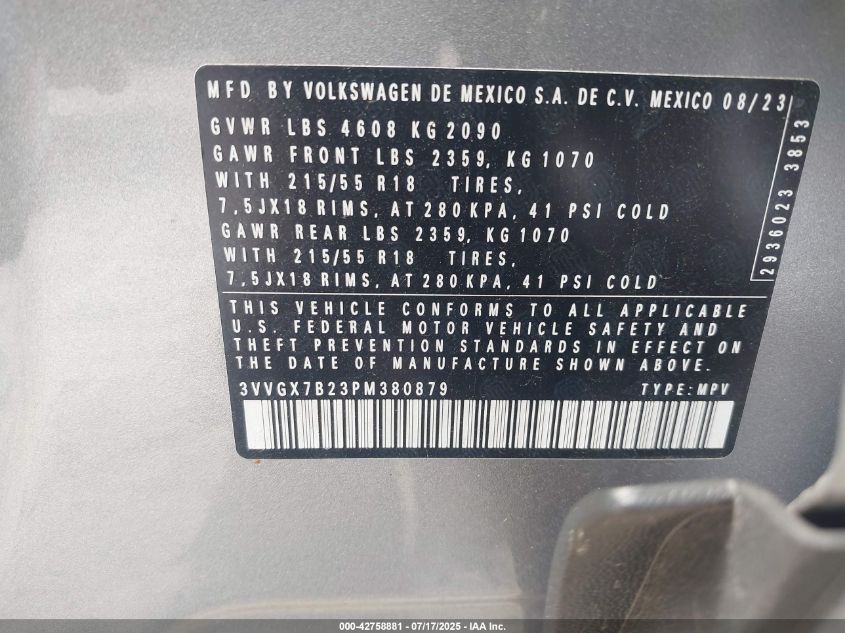 MFD BY VOLKSWAGEN DE MEXICO S.A. DE C.V. MEXICO 08/23
GVWR LBS 4608 KG 2090
GAWR FRONT LBS 2359, KG 1070
WITH 215/55 R18 TIRES,
7,5JX18 RIMS, AT 280 KPA, 41 PSI COLD
GAWR REAR LBS 2359, KG 1070
WITH 215/55 R18 TIRES,
7,5JX18 RIMS, AT 280 KPA, 41 PSI COLD
2936023 3853
THIS VEHICLE CONFORMS TO ALL APPLICABLE
U.S. FEDERAL MOTOR VEHICLE SAFETY AND
THEFT PREVENTION STANDARDS IN EFFECT ON
THE DATE OF MANUFACTURE SHOWN ABOVE.
3VVGX7B23PM380879 TYPE: MPV
000-42758881 - 07/17/2025 - IAA Inc.